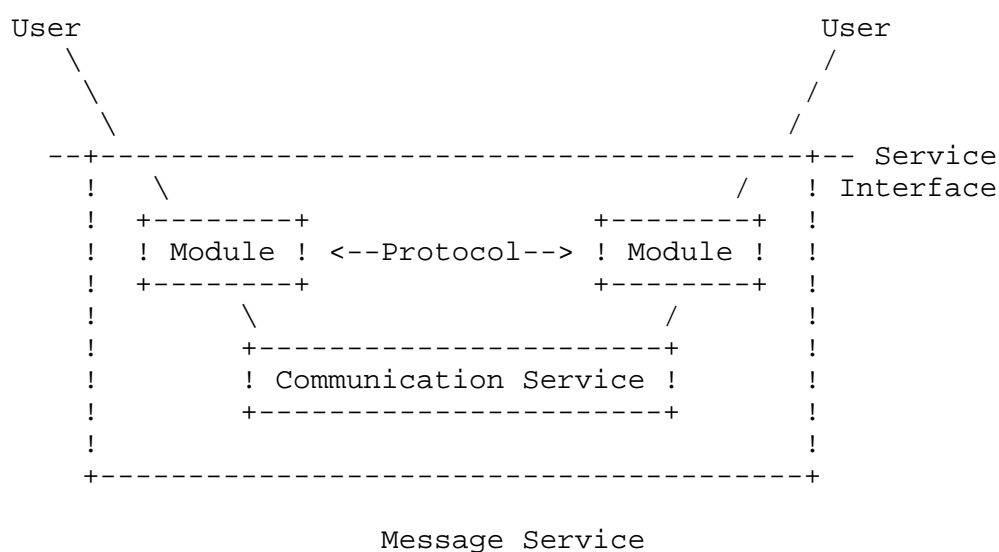 User User
Service
Interface
Module <--Protocol--> Module
Communication Service
Message Service